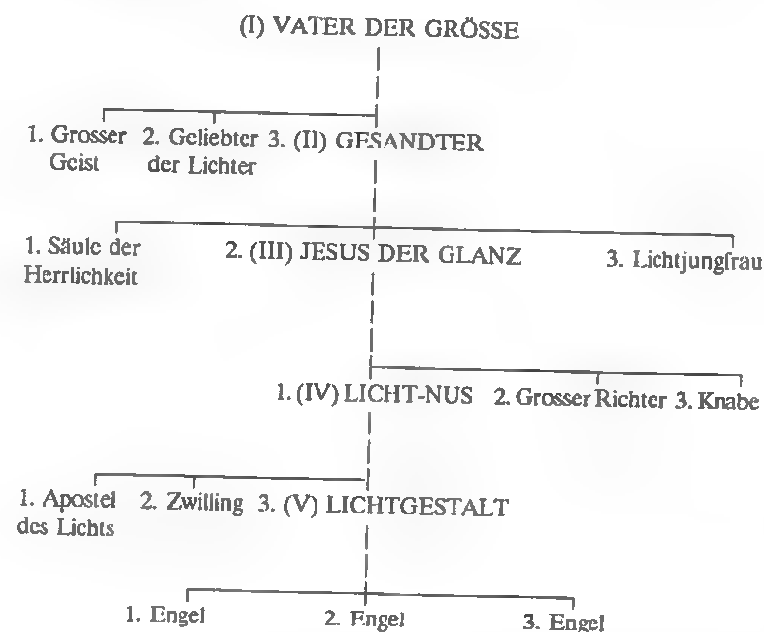 (I) VATER DER GRÖSSE
1. Grosser 2. Geliebter 3. (II) GESANDTER
Geist der Lichter
1. Säule der 2. (III) JESUS DER GLANZ 3. Lichtjungfrau
Herrlichkeit
1. (IV) LICHT-NUS 2. Grosser Richter 3. Knabe
1. Apostel 2. Zwilling 3. (V) LICHTGESTALT
des Lichts
1. Engel 2. Engel 3. Engel